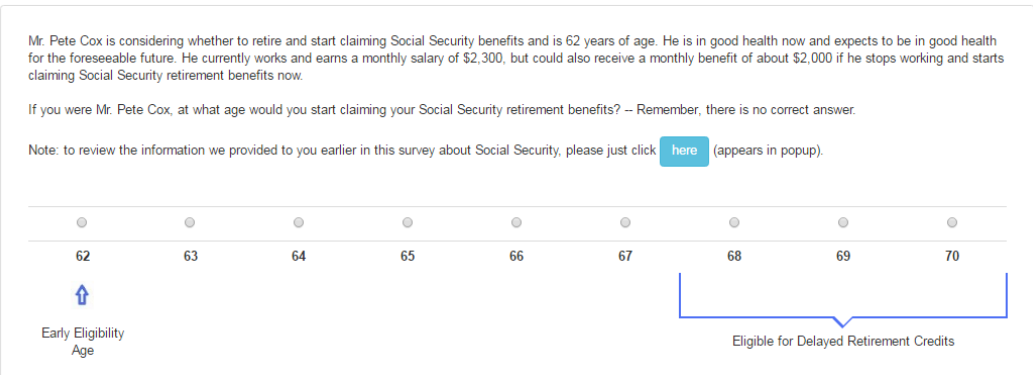 Mr. Pete Cox is considering whether to retire and start claiming Social Security benefits and is 62 years of age. He is in good health now and expects to be in good health
for the foreseeable future. He currently works and earns a monthly salary of $2,300, but could also receive a monthly benefit of about $2,000 if he stops working and starts
claiming Social Security retirement benefits now.
If you were Mr. Pete Cox, at what age would you start claiming your Social Security retirement benefits? -- Remember, there is no correct answer.
Note: to review the information we provided to you earlier in this survey about Social Security, please just click here (appears in popup).
62 63 64 65 66 67 68 69 70
Early Eligibility
Age
Eligible for Delayed Retirement Credits